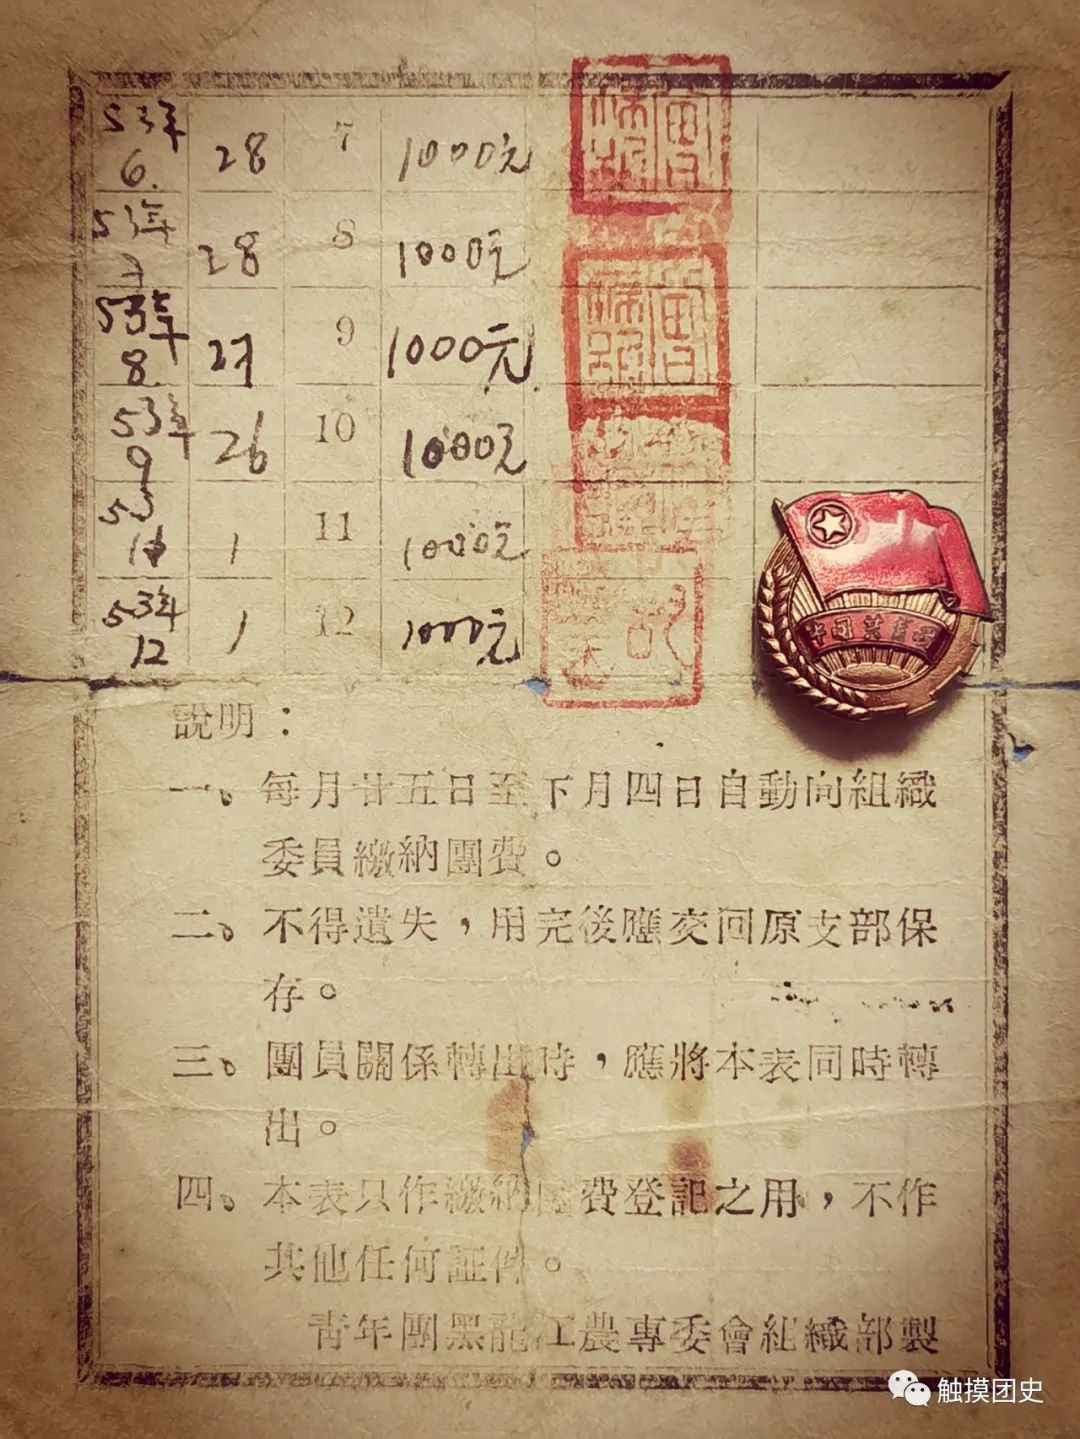 53年
6. 28 7 1000元
53年
28 8 1000元
53年
8 27 9 1000元
53年
9 26 10 1000元
53
11 1 11 1000元
53年
12 1 12 1000元
說明：
一、每月廿五日至下月四日自動向組織
委員繳納團費。
二、不得遺失，用完後應交回原支部保
存。
三、團員關係轉出時，應將本表同時轉
出。
四、本表只作繳納團費登記之用，不作
其他任何証件。
青年團黑龍江農專委會組織部製
触摸团史